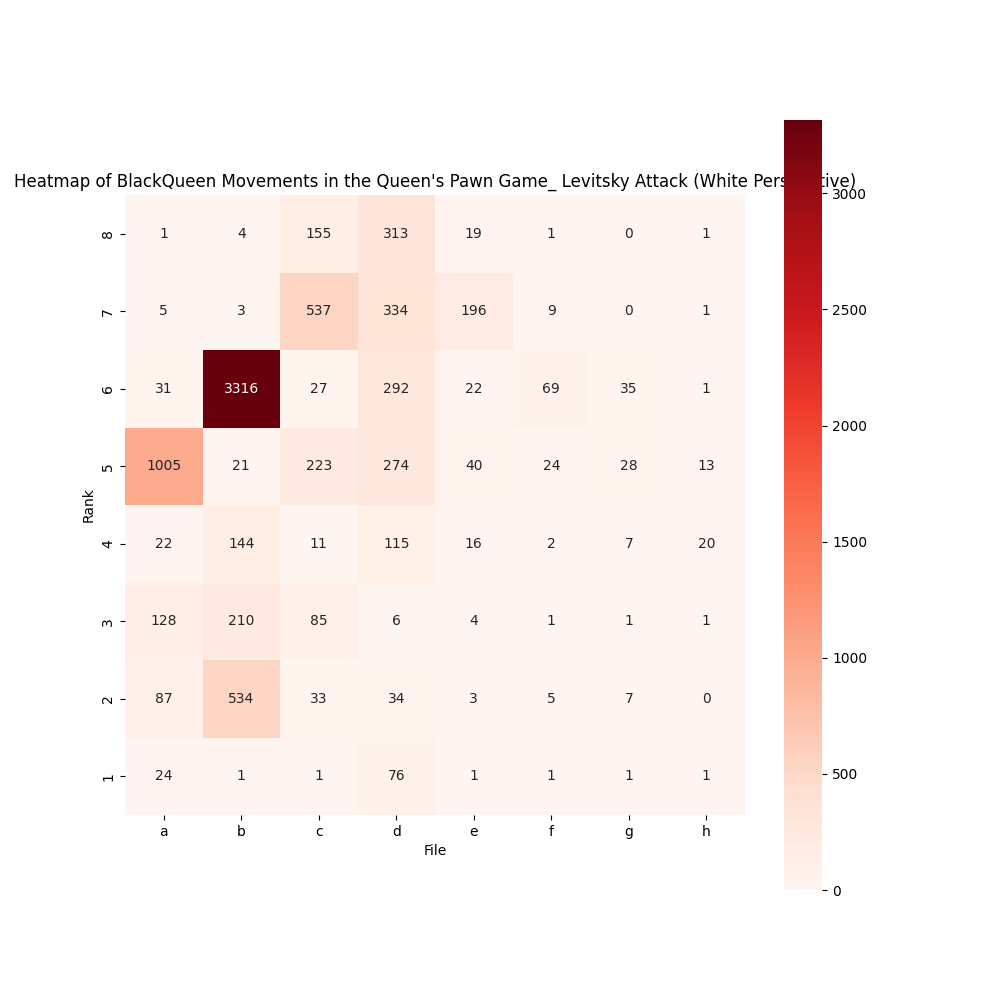 Heatmap of BlackQueen Movements in the Queen's Pawn Game_ Levitsky Attack (White Perspective)
3000
8 1 4 155 313 19 1 0 1
2500
7 5 3 537 334 196 9 0 1
6 31 3316 27 292 22 69 35 1
2000
5 1005 21 223 274 40 24 28 13
Rank
1500
4 22 144 11 115 16 2 7 20
3 128 210 85 6 4 1 1 1
1000
2 87 534 33 34 3 5 7 0
500
1 24 1 1 76 1 1 1 1
a b c d e f g h
File
0